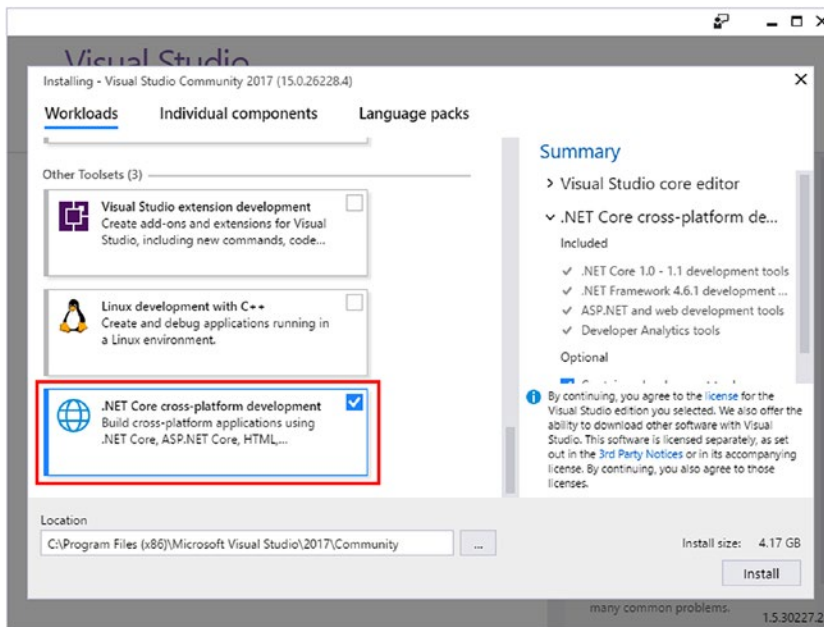 Visual Studio
Installing - Visual Studio Community 2017 (15.0.26228.4)
Workloads
Individual components
Language packs
Other Toolsets (3)
Visual Studio extension development
Create add-ons and extensions for Visual
Studio, including new commands, code...
Linux development with C++
Create and debug applications running in
a Linux environment.
.NET Core cross-platform development
Build cross-platform applications using
.NET Core, ASP.NET Core, HTML,...
Summary
Visual Studio core editor
.NET Core cross-platform de...
Included
.NET Core 1.0 - 1.1 development tools
.NET Framework 4.6.1 development ...
ASP.NET and web development tools
Developer Analytics tools
Optional
By continuing, you agree to the license for the
Visual Studio edition you selected. We also offer the
ability to download other software with Visual
Studio. This software is licensed separately, as set
out in the 3rd Party Notices or in its accompanying
license. By continuing, you also agree to those
licenses.
Location
C:\Program Files (x86)\Microsoft Visual Studio\2017\Community
...
Install size: 4.17 GB
Install
many common problems.
1.5.30227.2